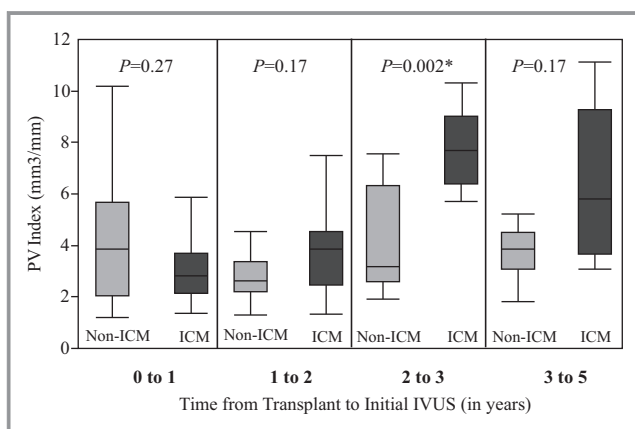 12
10
8
6
4
2
0
PV Index (mm3/mm)
P=0.27
P=0.17
P=0.002*
P=0.17
Non-ICM ICM
Non-ICM ICM
Non-ICM ICM
Non-ICM ICM
0 to 1
1 to 2
2 to 3
3 to 5
Time from Transplant to Initial IVUS (in years)